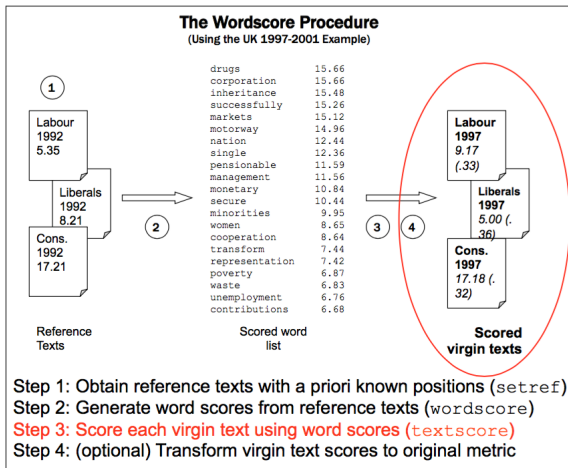 The Wordscore Procedure
(Using the UK 1997-2001 Example)
1
Labour
1992
5.35
Liberals
1992
8.21
Cons.
1992
17.21
Reference
Texts
2
drugs 15.66
corporation 15.66
inheritance 15.48
successfully 15.26
markets 15.12
motorway 14.96
nation 12.44
single 12.36
pensionable 11.59
management 11.56
monetary 10.84
secure 10.44
minorities 9.95
women 8.65
cooperation 8.64
transform 7.44
representation 7.42
poverty 6.87
waste 6.83
unemployment 6.76
contributions 6.68
Scored word
list
3
4
Labour
1997
9.17
(.33)
Liberals
1997
5.00 (.
36)
Cons.
1997
17.18 (.
32)
Scored
virgin texts
Step 1: Obtain reference texts with a priori known positions (setref)
Step 2: Generate word scores from reference texts (wordscore)
Step 3: Score each virgin text using word scores (textscore)
Step 4: (optional) Transform virgin text scores to original metric